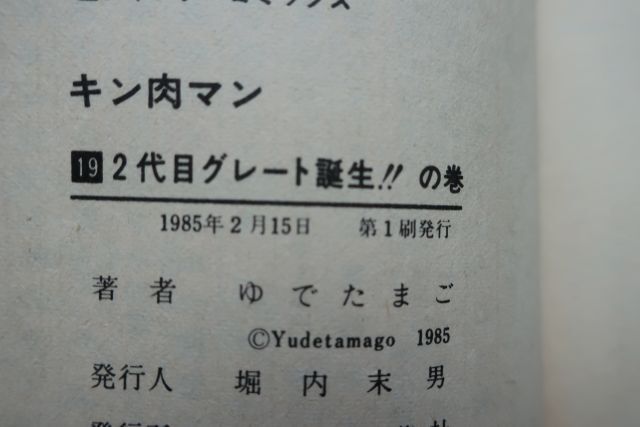 キン肉マン
19 2代目グレート誕生!! の巻
1985年2月15日 第1刷発行
著者 ゆでたまご
©Yudetamago 1985
発行人 堀内末男